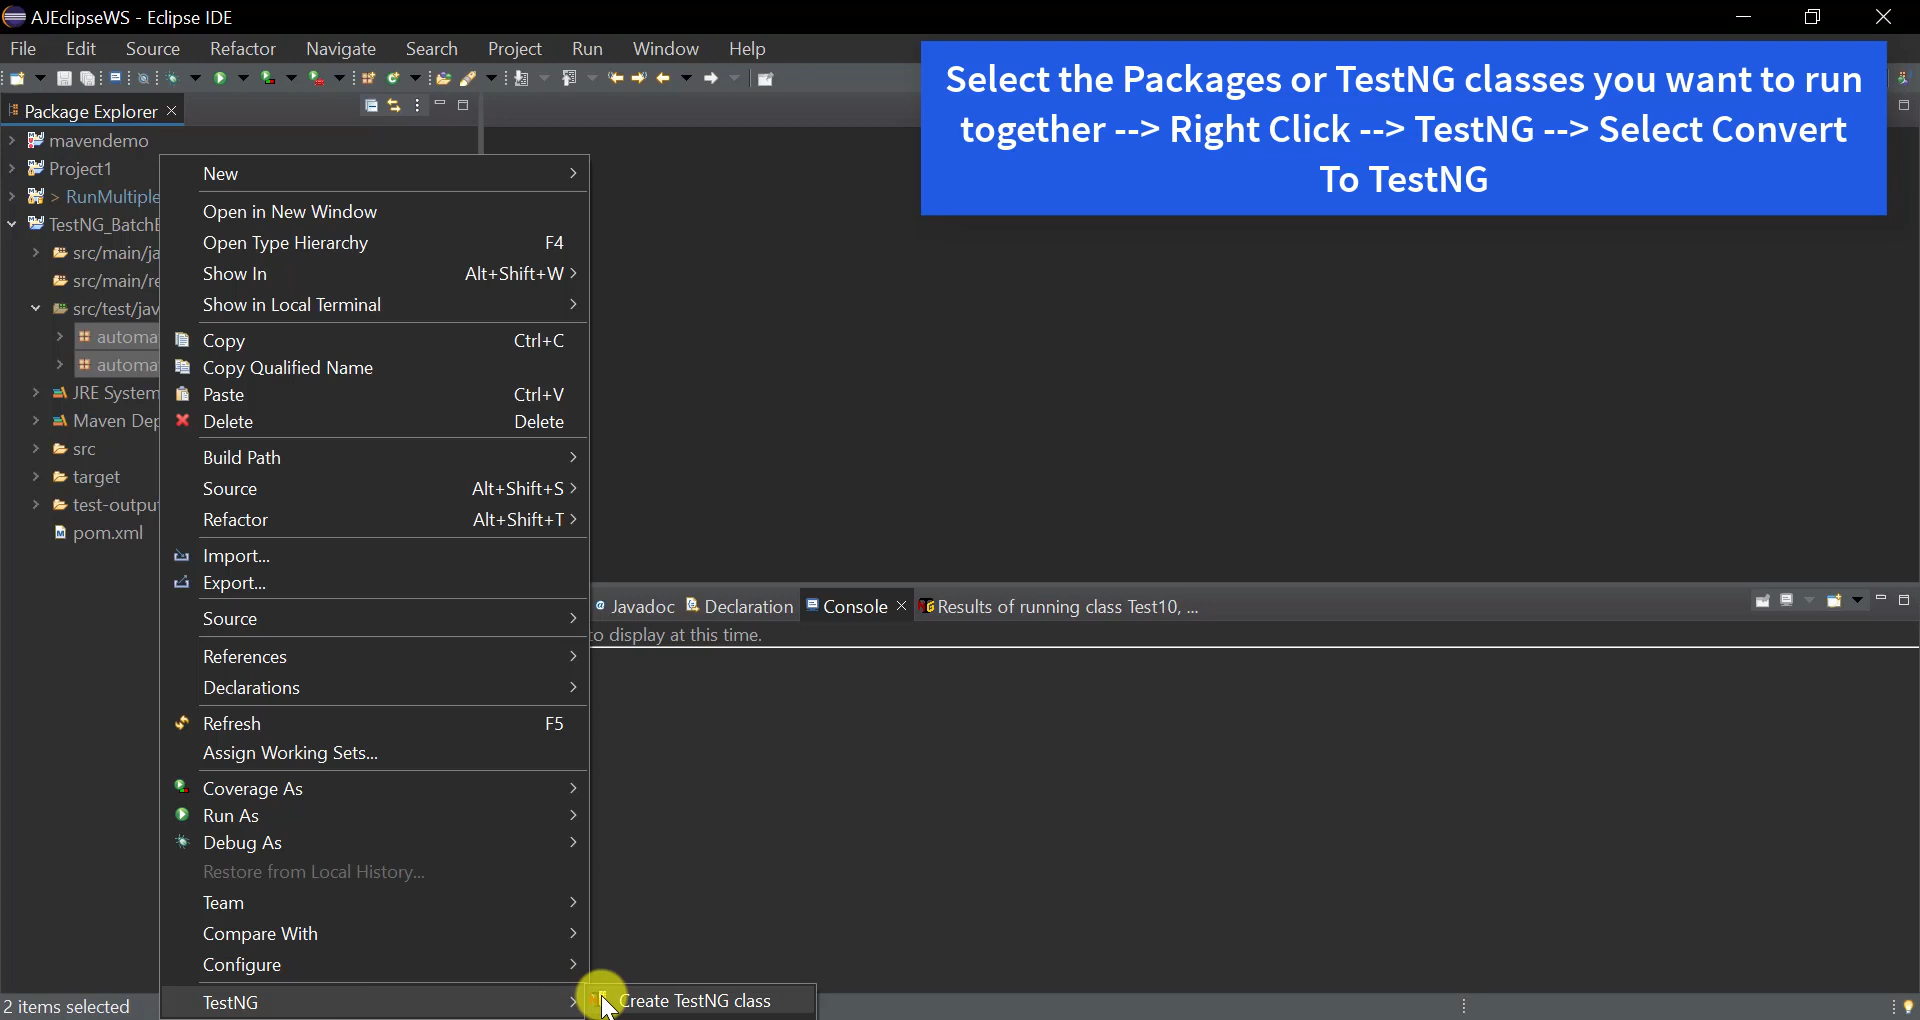 AJEclipseWS - Eclipse IDE
File Edit Source Refactor Navigate Search Project Run Window Help
Select the Packages or TestNG classes you want to run
together --> Right Click --> TestNG --> Select Convert
To TestNG
Package Explorer
mavendemo
Project1
> RunMultiple
TestNG_BatchE
src/main/ja
src/main/re
src/test/jav
automa
automa
JRE System
Maven Dep
src
target
test-output
pom.xml
New
Open in New Window
Open Type Hierarchy F4
Show In Alt+Shift+W
Show in Local Terminal
Copy Ctrl+C
Copy Qualified Name
Paste Ctrl+V
Delete Delete
Build Path
Source Alt+Shift+S
Refactor Alt+Shift+T
Import...
Export...
Source
References
Declarations
Refresh F5
Assign Working Sets...
Coverage As
Run As
Debug As
Restore from Local History...
Team
Compare With
Configure
TestNG
Create TestNG class
@ Javadoc Declaration Console Results of running class Test10, ...
to display at this time.
2 items selected